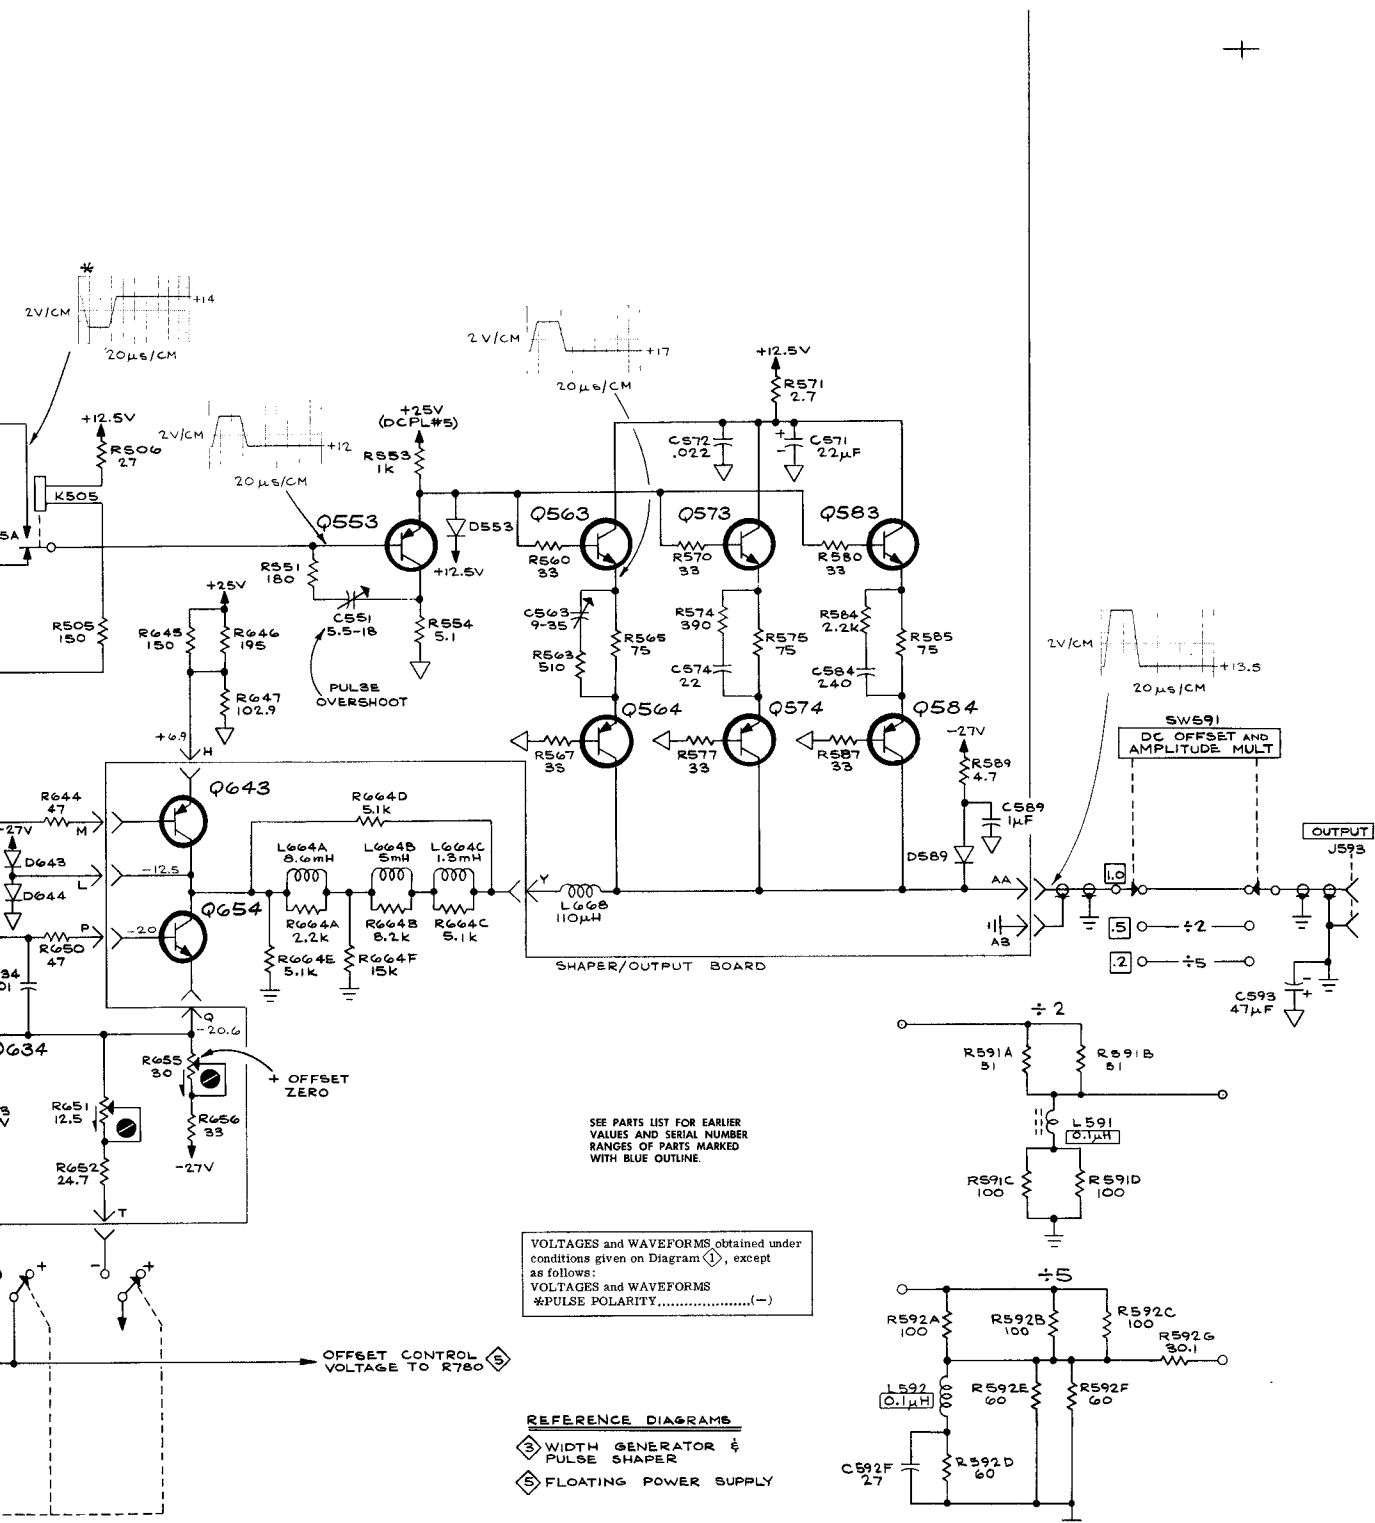 *
2V/CM
+14
20µs/CM
2V/CM
+17
20µs/CM
+12.5V
R571
2.7
+12.5V
R506
27
2V/CM
+12
20µs/CM
+25V
(DCPL#5)
R553
1k
C572
.022
+
-
C571
22µF
K505
5A
Q553
D553
+12.5V
Q563
Q573
Q583
R560
33
R570
33
R580
33
R551
180
C551
5.5-18
R554
5.1
PULSE
OVERSHOOT
+25V
R505
150
R645
150
R646
195
R647
102.9
C563
9-35
R563
510
R565
75
R574
390
C574
22
R575
75
R584
2.2K
C584
240
R585
75
2V/CM
+13.5
20µs/CM
Q564
Q574
Q584
R567
33
R577
33
R587
33
-27V
R589
4.7
C589
1µF
D589
SW591
DC OFFSET AND
AMPLITUDE MULT
+6.9
H
Q643
R644
47
M
-27V
D643
L
-12.5
D644
Q654
P
-20
R650
47
34
01
R664D
5.1k
L664A
8.6mH
L664B
5mH
L664C
1.3mH
R664A
2.2k
R664B
8.2k
R664C
5.1k
R664E
5.1k
R664F
15k
Y
L668
110µH
AA
AB
SHAPER/OUTPUT BOARD
1.0
.5
÷2
.2
÷5
OUTPUT
J593
C593
47µF
-
+
Q
-20.6
Q634
R655
30
+ OFFSET
ZERO
R651
12.5
R656
33
-27V
R652
24.7
T
÷2
R591A
51
R591B
51
L591
0.1µH
R591C
100
R591D
100
SEE PARTS LIST FOR EARLIER
VALUES AND SERIAL NUMBER
RANGES OF PARTS MARKED
WITH BLUE OUTLINE.
VOLTAGES and WAVEFORMS obtained under
conditions given on Diagram 1, except
as follows:
VOLTAGES and WAVEFORMS
*PULSE POLARITY.....................(-)
+
-
+
OFFSET CONTROL
VOLTAGE TO R780 5
÷5
R592A
100
R592B
100
R592C
100
R592G
30.1
L592
0.1µH
R592E
60
R592F
60
C592F
27
R592D
60
REFERENCE DIAGRAMS
3 WIDTH GENERATOR &
PULSE SHAPER
5 FLOATING POWER SUPPLY